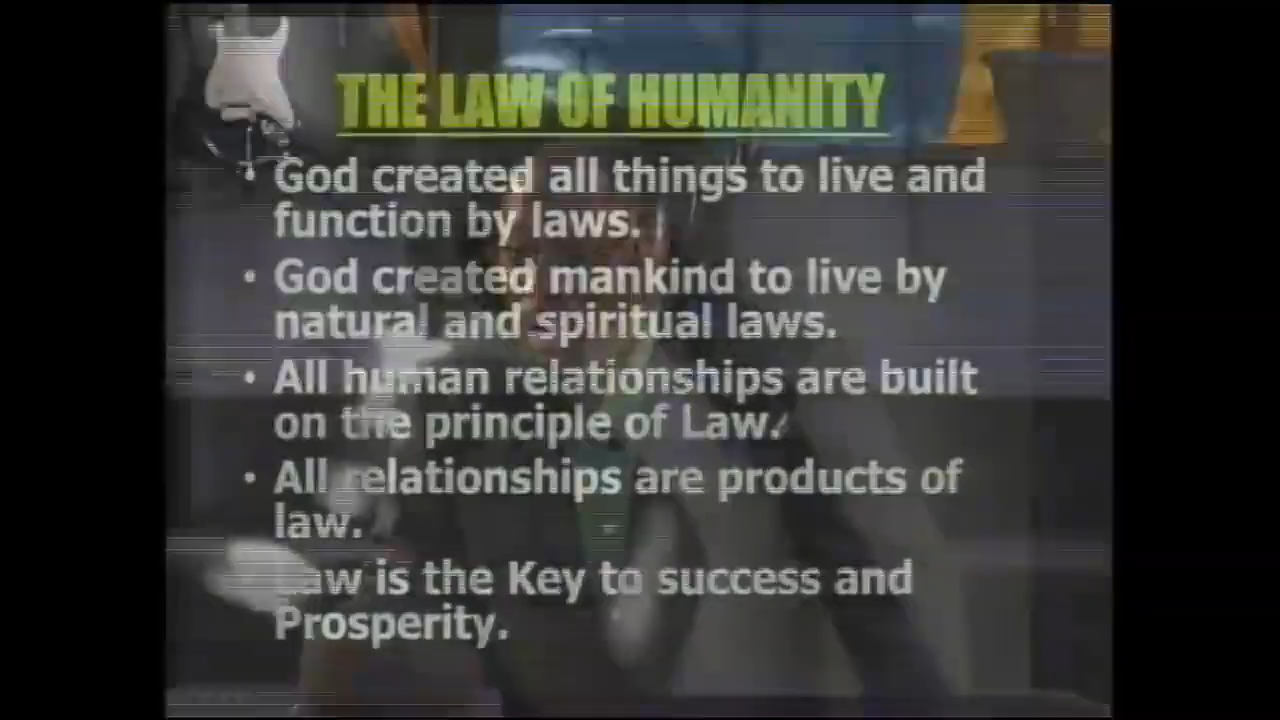 THE LAW OF HUMANITY
• God created all things to live and
function by laws.
• God created mankind to live by
natural and spiritual laws.
• All human relationships are built
on the principle of Law.
• All relationships are products of
law.
Law is the Key to success and
Prosperity.